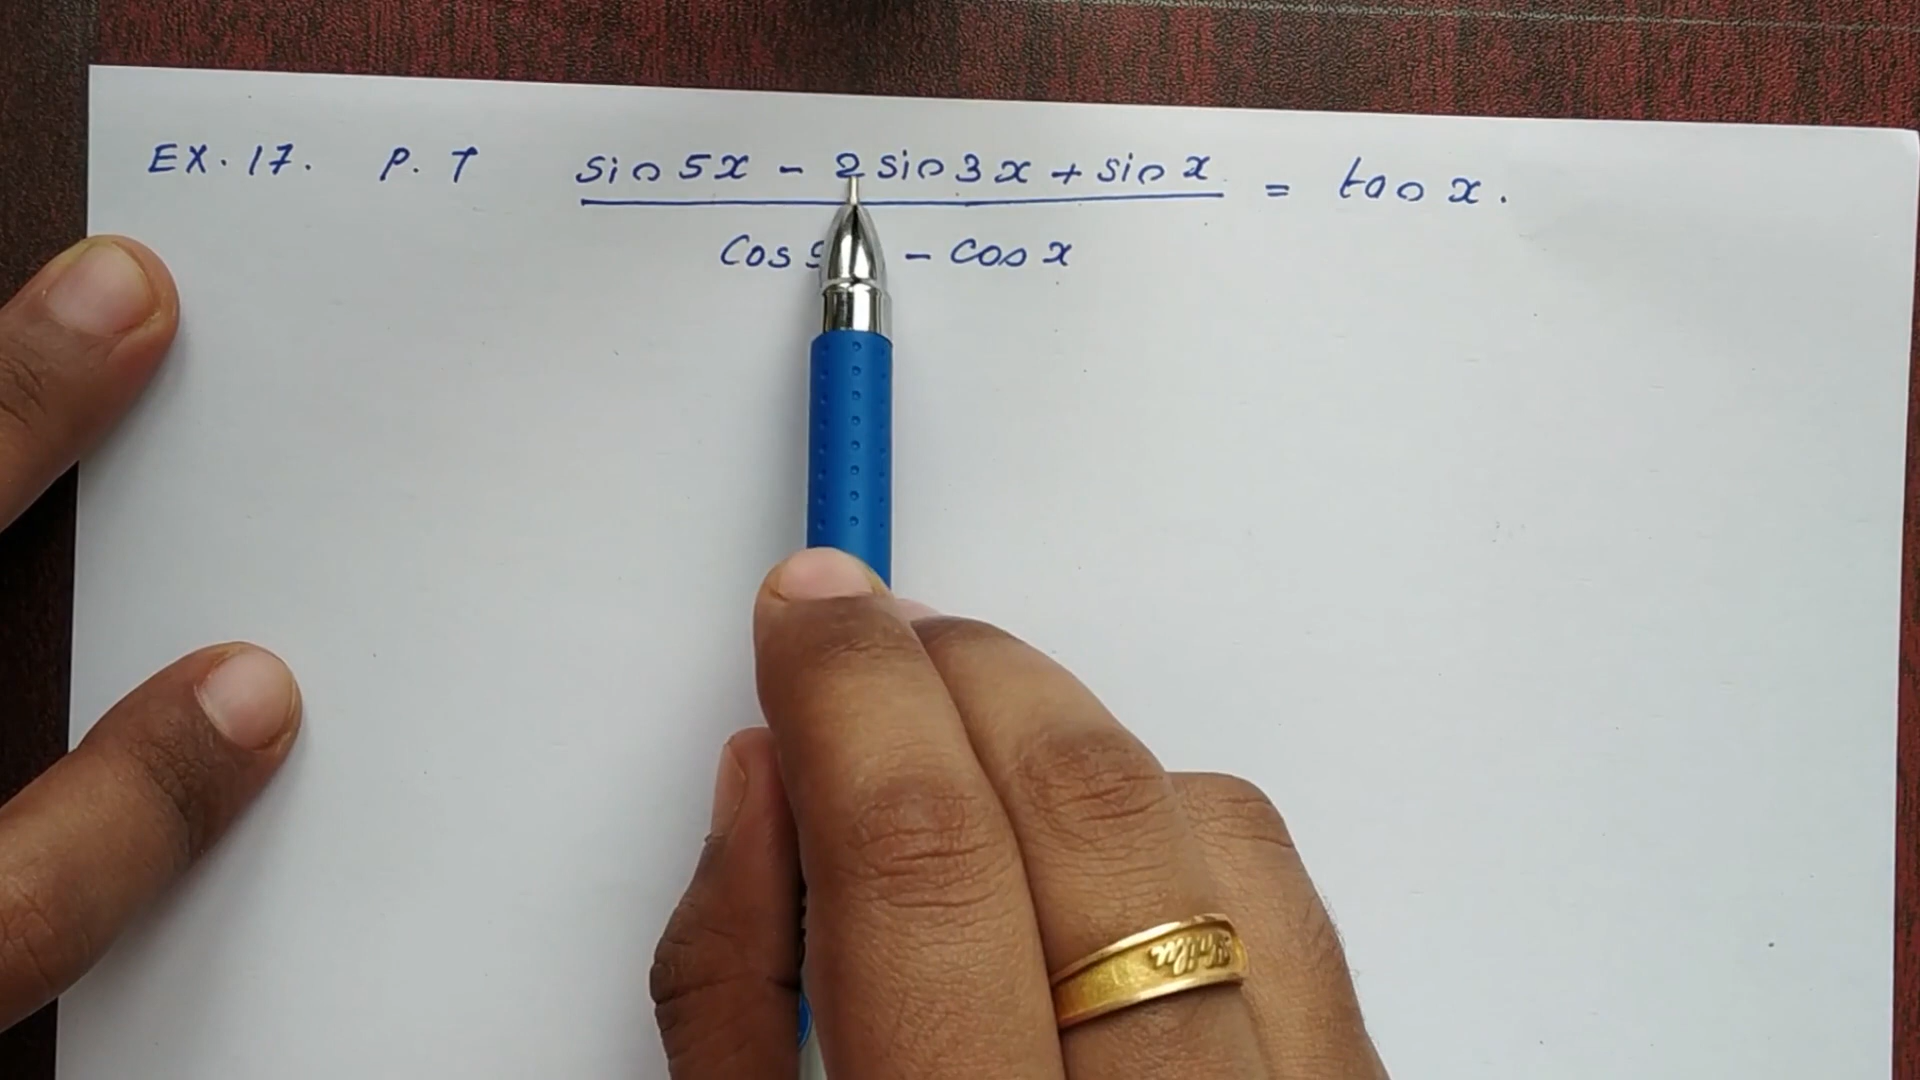 EX. 17. P. T sin 5x - 2 sin 3x + sin x = tan x.
cos - cos x